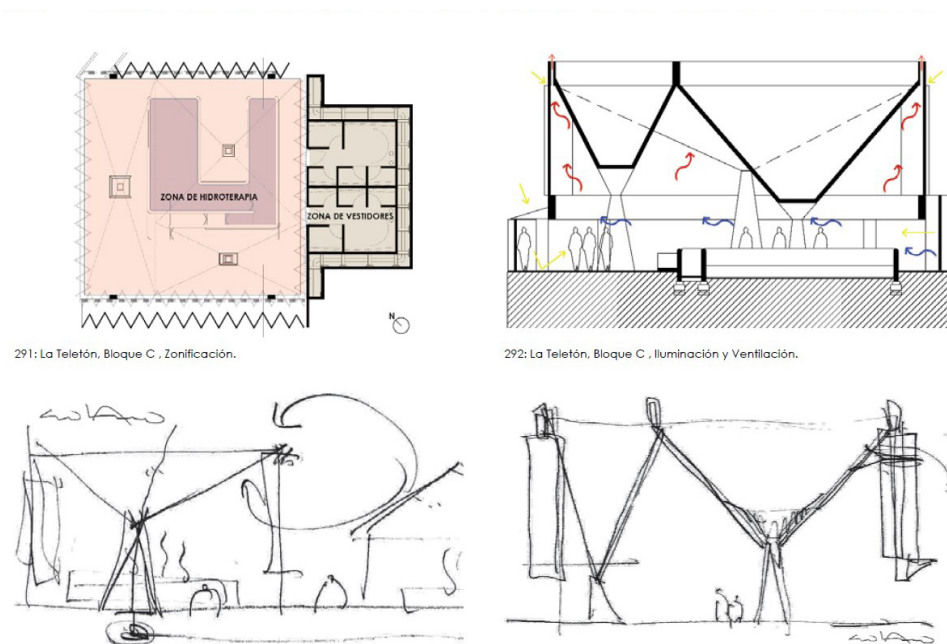 ZONA DE HIDROTERAPIA
ZONA DE VESTIDORES
N
291: La Teletón, Bloque C , Zonificación.
292: La Teletón, Bloque C , Iluminación y Ventilación.